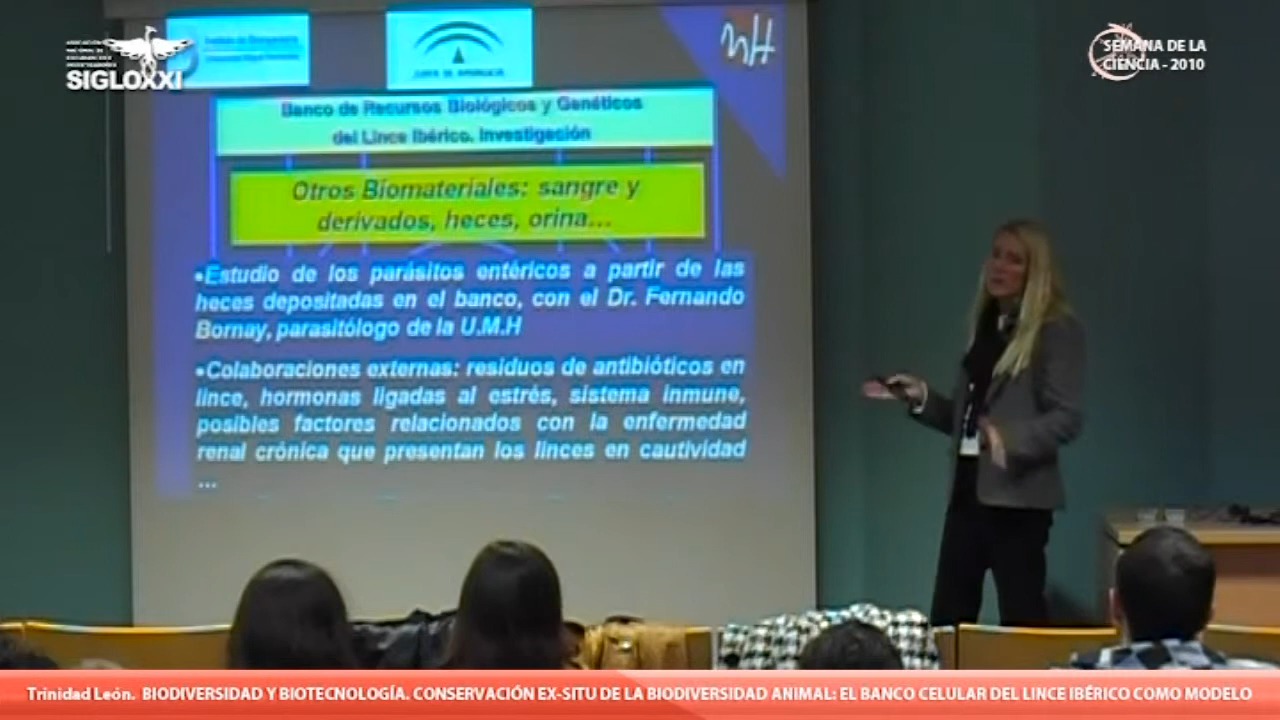 SIGLOXXI
SEMANA DE LA
CIENCIA - 2010
JUNTA DE ANDALUCIA
Banco de Recursos Biológicos y Genéticos
del Lince Ibérico. Investigación
Otros Biomateriales: sangre y
derivados, heces, orina...
•Estudio de los parásitos entéricos a partir de las
heces depositadas en el banco, con el Dr. Fernando
Bornay, parasitólogo de la U.M.H
•Colaboraciones externas: residuos de antibióticos en
lince, hormonas ligadas al estrés, sistema inmune,
posibles factores relacionados con la enfermedad
renal crónica que presentan los linces en cautividad
...
Trinidad León. BIODIVERSIDAD Y BIOTECNOLOGÍA. CONSERVACIÓN EX-SITU DE LA BIODIVERSIDAD ANIMAL: EL BANCO CELULAR DEL LINCE IBÉRICO COMO MODELO